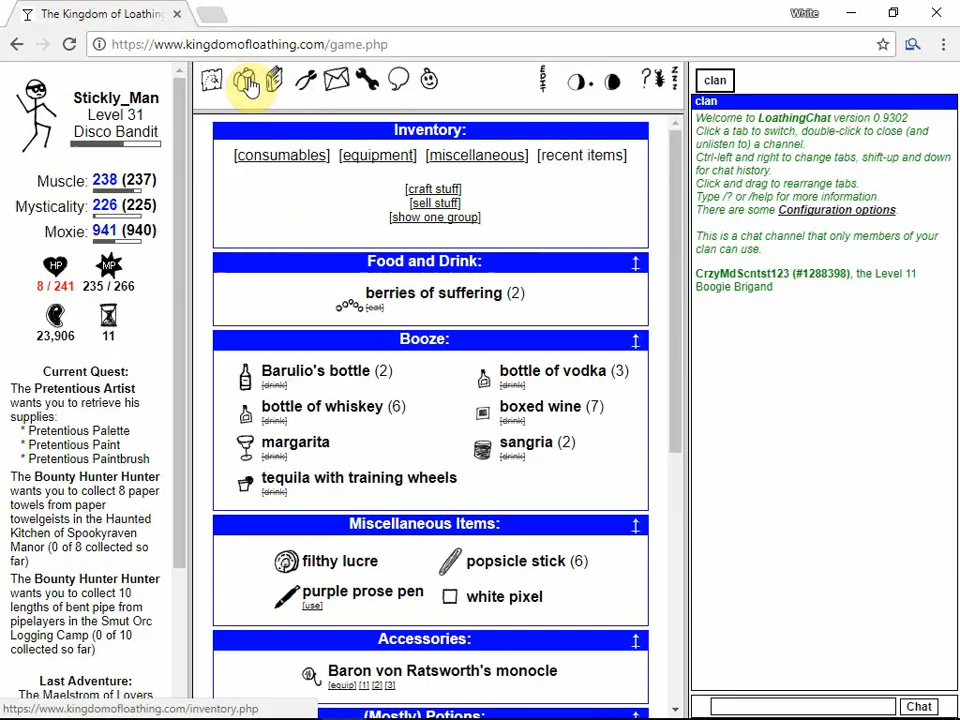 The Kingdom of Loathin
White
https://www.kingdomofloathing.com/game.php
Stickly_Man
Level 31
Disco Bandit
Muscle: 238 (237)
Mysticality: 226 (225)
Moxie: 941 (940)
HP MP
8 / 241 235 / 266
23,906 11
Current Quest:
The Pretentious Artist
wants you to retrieve his
supplies:
* Pretentious Palette
* Pretentious Paint
* Pretentious Paintbrush
The Bounty Hunter Hunter
wants you to collect 8 paper
towels from paper
towelgeists in the Haunted
Kitchen of Spookyraven
Manor (0 of 8 collected so
far)
The Bounty Hunter Hunter
wants you to collect 10
lengths of bent pipe from
pipelayers in the Smut Orc
Logging Camp (0 of 10
collected so far)
Last Adventure:
The Maelstrom of Lovers
https://www.kingdomofloathing.com/inventory.php
EDIT
? ZZZ
Inventory:
[consumables] [equipment] [miscellaneous] [recent items]
[craft stuff]
[sell stuff]
[show one group]
Food and Drink:
berries of suffering (2)
[eat]
Booze:
Barulio's bottle (2) bottle of vodka (3)
[drink] [drink]
bottle of whiskey (6) boxed wine (7)
[drink] [drink]
margarita sangria (2)
[drink] [drink]
tequila with training wheels
[drink]
Miscellaneous Items:
filthy lucre popsicle stick (6)
purple prose pen white pixel
[use]
Accessories:
Baron von Ratsworth's monocle
[equip] [1] [2] [3]
(Mostly) Potions:
clan
clan
Welcome to LoathingChat version 0.9302
Click a tab to switch, double-click to close (and
unlisten to) a channel.
Ctrl-left and right to change tabs, shift-up and down
for chat history.
Click and drag to rearrange tabs.
Type /? or /help for more information.
There are some Configuration options.
This is a chat channel that only members of your
clan can use.
CrzyMdScntst123 (#1288398), the Level 11
Boogie Brigand
Chat